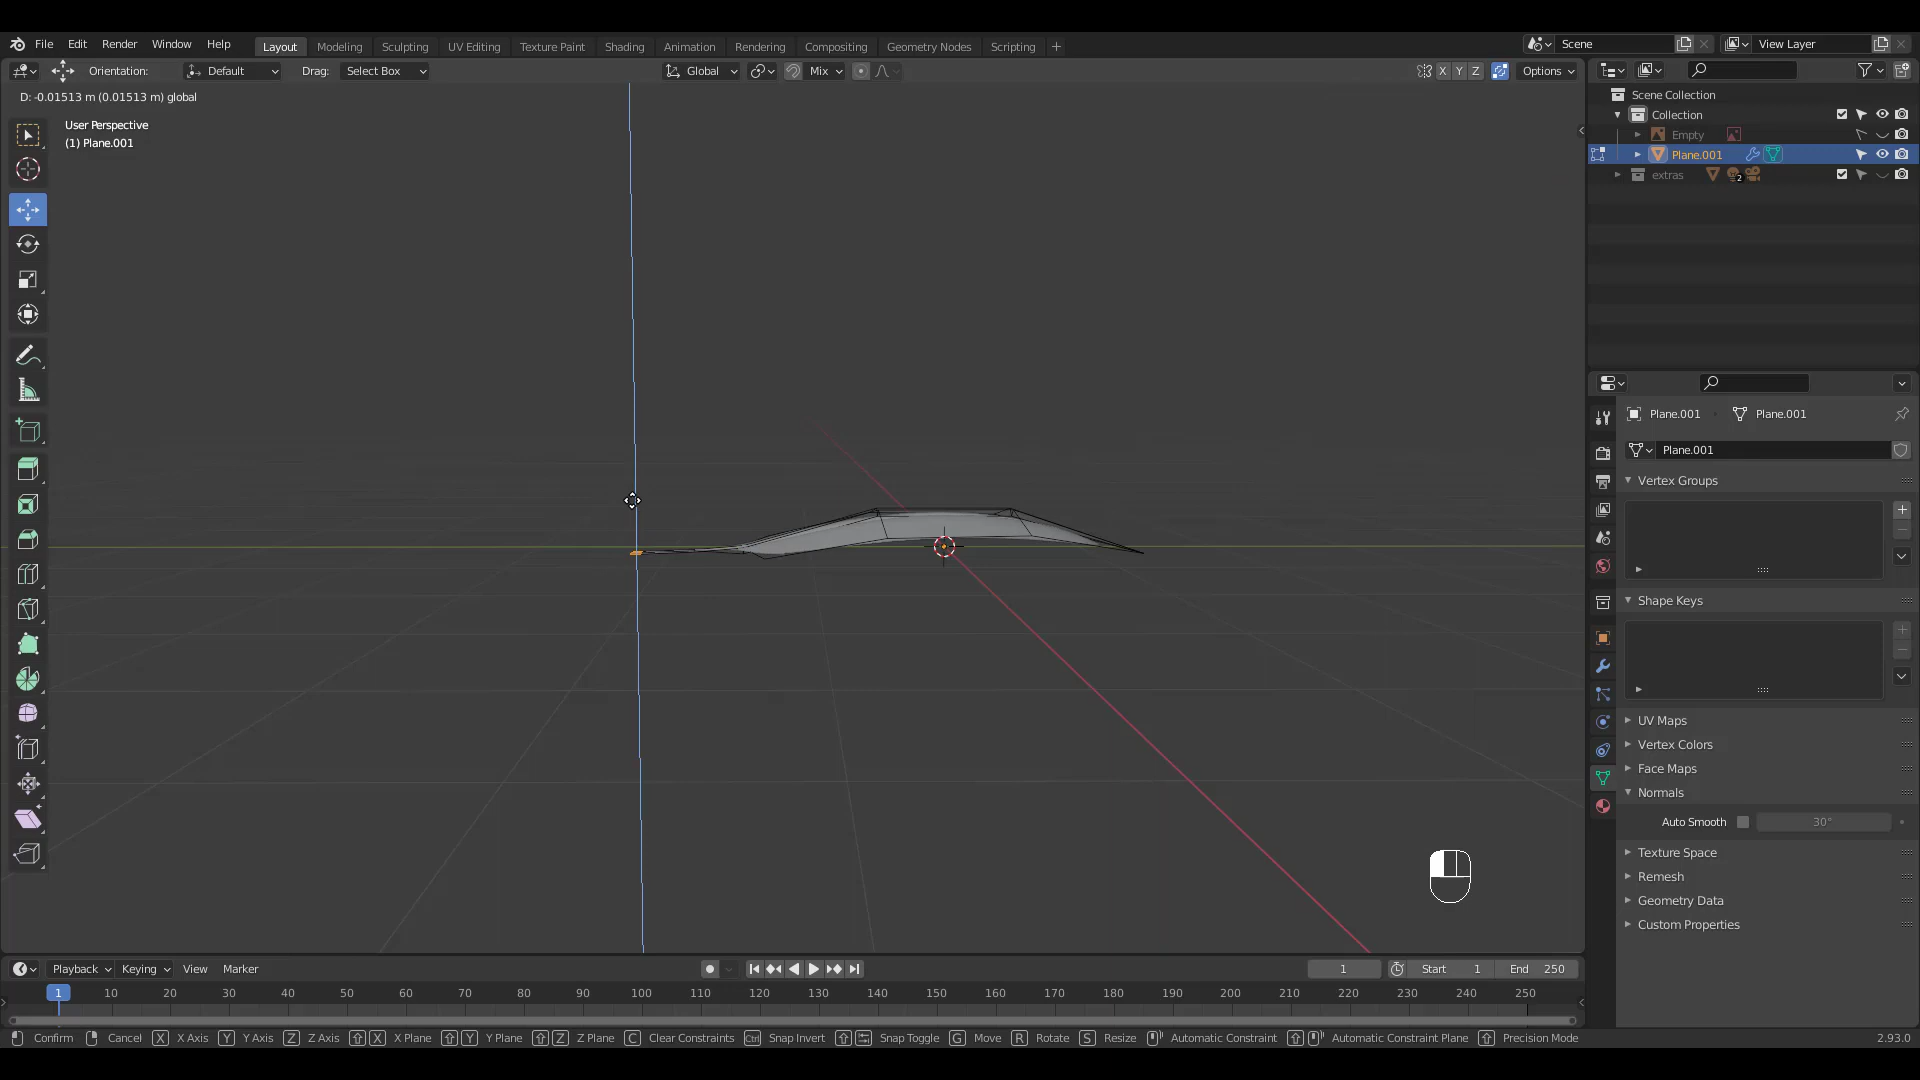 File Edit Render Window Help Layout Modeling Sculpting UV Editing Texture Paint Shading Animation Rendering Compositing Geometry Nodes Scripting + Scene View Layer
Orientation: Default Drag: Select Box Global Mix X Y Z Options
D: -0.01513 m (0.01513 m) global
User Perspective
(1) Plane.001
Scene Collection
Collection
Empty
Plane.001
extras 2
Plane.001 Plane.001
Plane.001
Vertex Groups
Shape Keys
UV Maps
Vertex Colors
Face Maps
Normals
Auto Smooth 30°
Texture Space
Remesh
Geometry Data
Custom Properties
Playback Keying View Marker 1 Start 1 End 250
1 10 20 30 40 50 60 70 80 90 100 110 120 130 140 150 160 170 180 190 200 210 220 230 240 250
Confirm Cancel X X Axis Y Y Axis Z Z Axis X X Plane Y Y Plane Z Z Plane C Clear Constraints Ctrl Snap Invert Snap Toggle G Move R Rotate S Resize Automatic Constraint Automatic Constraint Plane Precision Mode 2.93.0